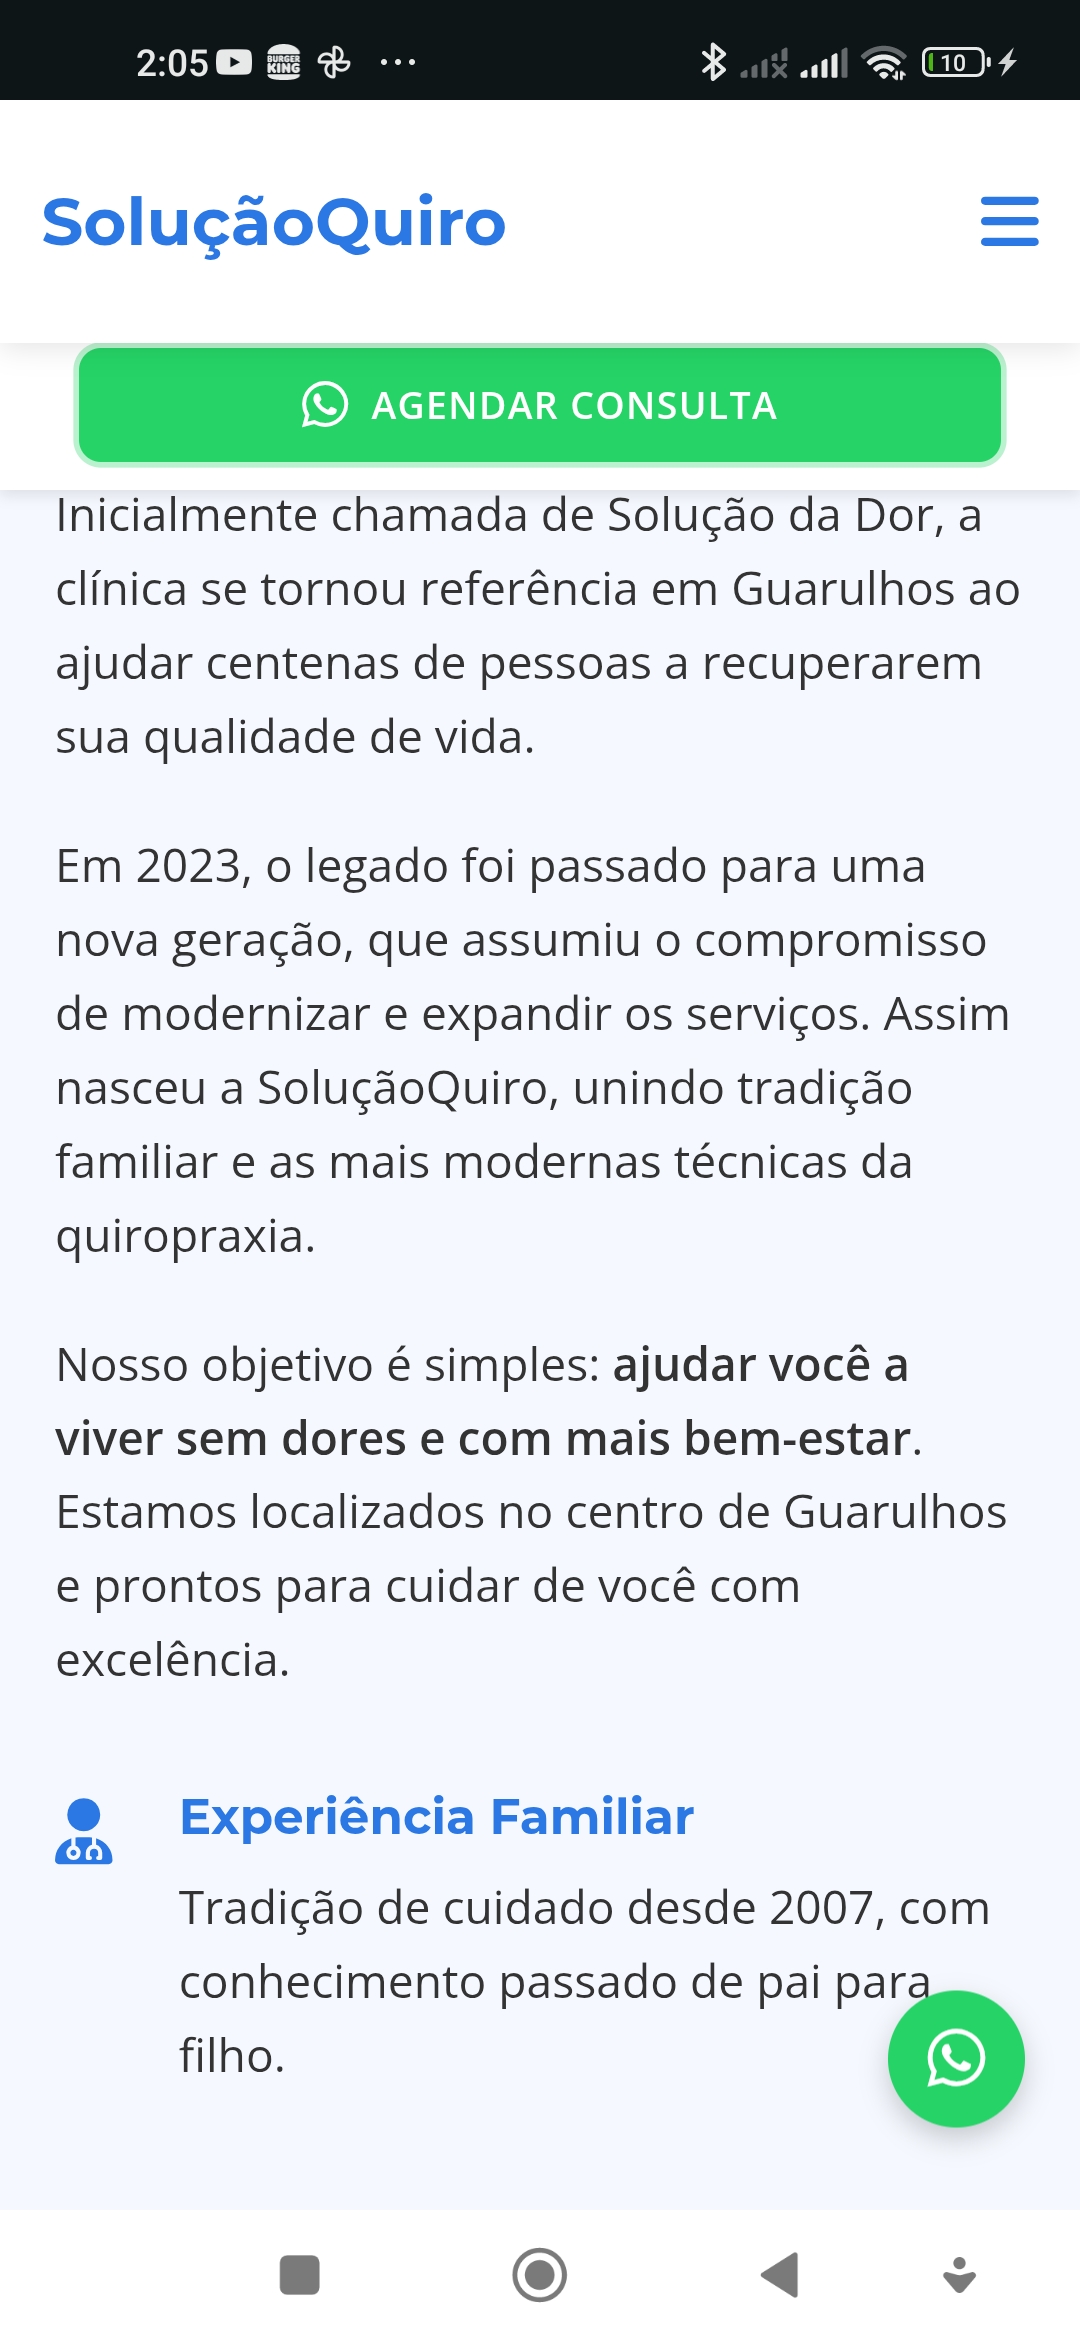 2:05
BURGER
KING
10
SoluçãoQuiro
AGENDAR CONSULTA
Inicialmente chamada de Solução da Dor, a
clínica se tornou referência em Guarulhos ao
ajudar centenas de pessoas a recuperarem
sua qualidade de vida.
Em 2023, o legado foi passado para uma
nova geração, que assumiu o compromisso
de modernizar e expandir os serviços. Assim
nasceu a SoluçãoQuiro, unindo tradição
familiar e as mais modernas técnicas da
quiropraxia.
Nosso objetivo é simples: ajudar você a
viver sem dores e com mais bem-estar.
Estamos localizados no centro de Guarulhos
e prontos para cuidar de você com
excelência.
Experiência Familiar
Tradição de cuidado desde 2007, com
conhecimento passado de pai para
filho.